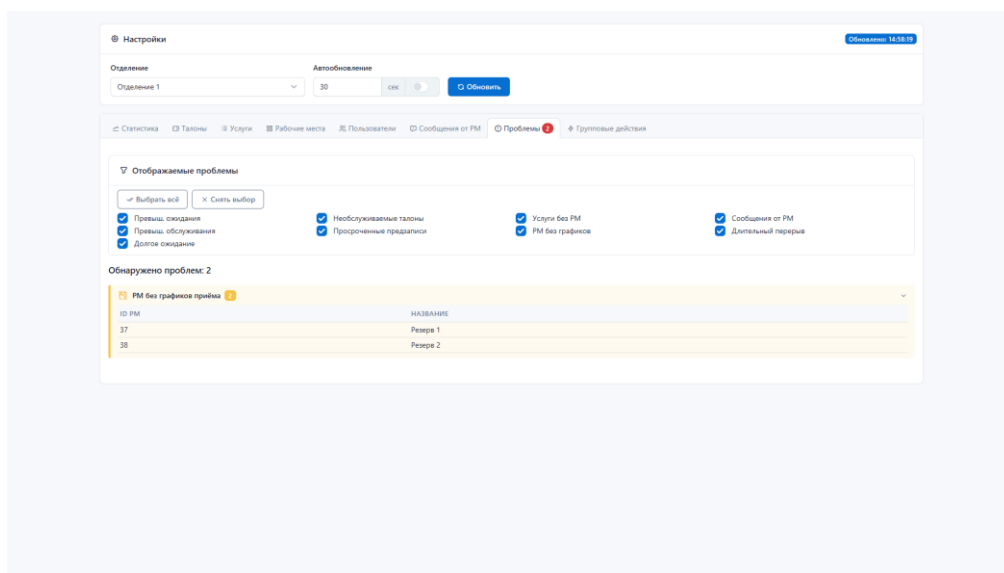 Настройки
Обновлено: 14:58:19
Отделение
Автообновление
Отделение 1
30
сек
Обновить
Статистика
Талоны
Услуги
Рабочие места
Пользователи
Сообщения от РМ
Проблемы 2
Групповые действия
Отображаемые проблемы
Выбрать всё
Снять выбор
Превыш. ожидания
Необслуживаемые талоны
Услуги без РМ
Сообщения от РМ
Превыш. обслуживания
Просроченные предзаписи
РМ без графиков
Длительный перерыв
Долгое ожидание
Обнаружено проблем: 2
РМ без графиков приёма 2
ID РМ
НАЗВАНИЕ
37
Резерв 1
38
Резерв 2